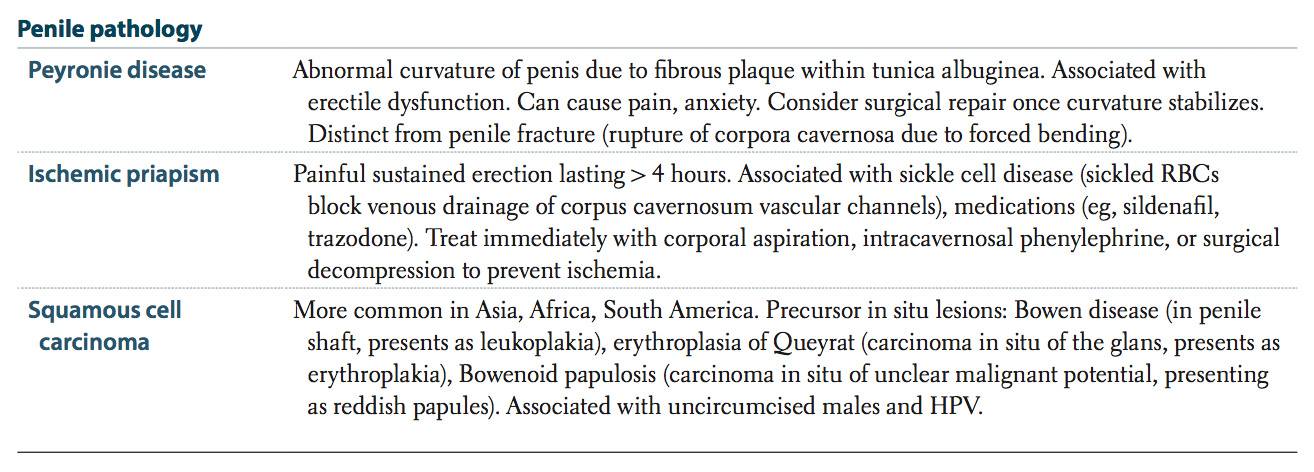 Penile pathology
Peyronie disease
Abnormal curvature of penis due to fibrous plaque within tunica albuginea. Associated with
erectile dysfunction. Can cause pain, anxiety. Consider surgical repair once curvature stabilizes.
Distinct from penile fracture (rupture of corpora cavernosa due to forced bending).
Ischemic priapism
Painful sustained erection lasting > 4 hours. Associated with sickle cell disease (sickled RBCs
block venous drainage of corpus cavernosum vascular channels), medications (eg, sildenafil,
trazodone). Treat immediately with corporal aspiration, intracavernosal phenylephrine, or surgical
decompression to prevent ischemia.
Squamous cell
carcinoma
More common in Asia, Africa, South America. Precursor in situ lesions: Bowen disease (in penile
shaft, presents as leukoplakia), erythroplasia of Queyrat (carcinoma in situ of the glans, presents as
erythroplakia), Bowenoid papulosis (carcinoma in situ of unclear malignant potential, presenting
as reddish papules). Associated with uncircumcised males and HPV.